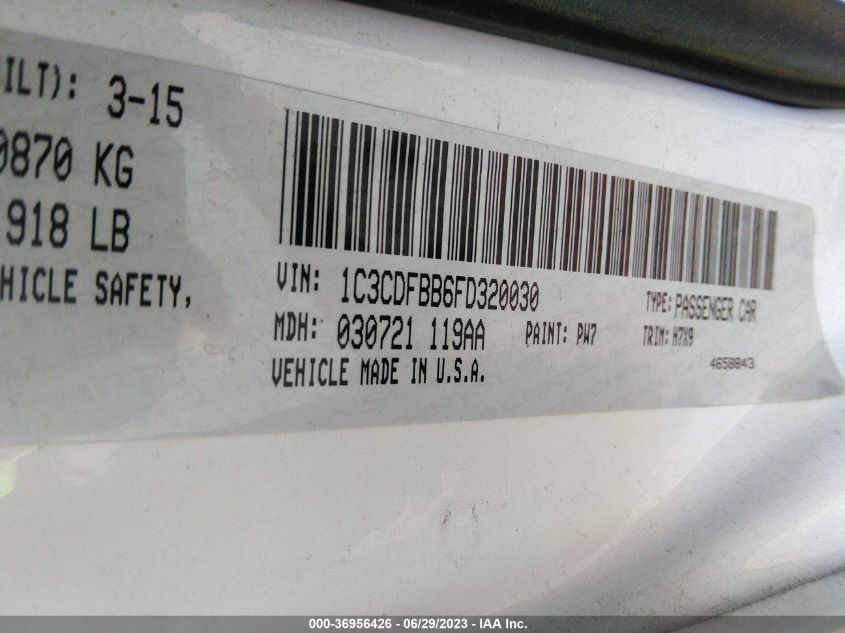 ILT): 3-15
0870 KG
918 LB
HICLE SAFETY,
VIN: 1C3CDFBB6FD320030
TYPE: PASSENGER CAR
MDH: 030721 119AA
PAINT: PW7
TRIM: H7X9
VEHICLE MADE IN U.S.A.
4658843
000-36956426 - 06/29/2023 - IAA Inc.